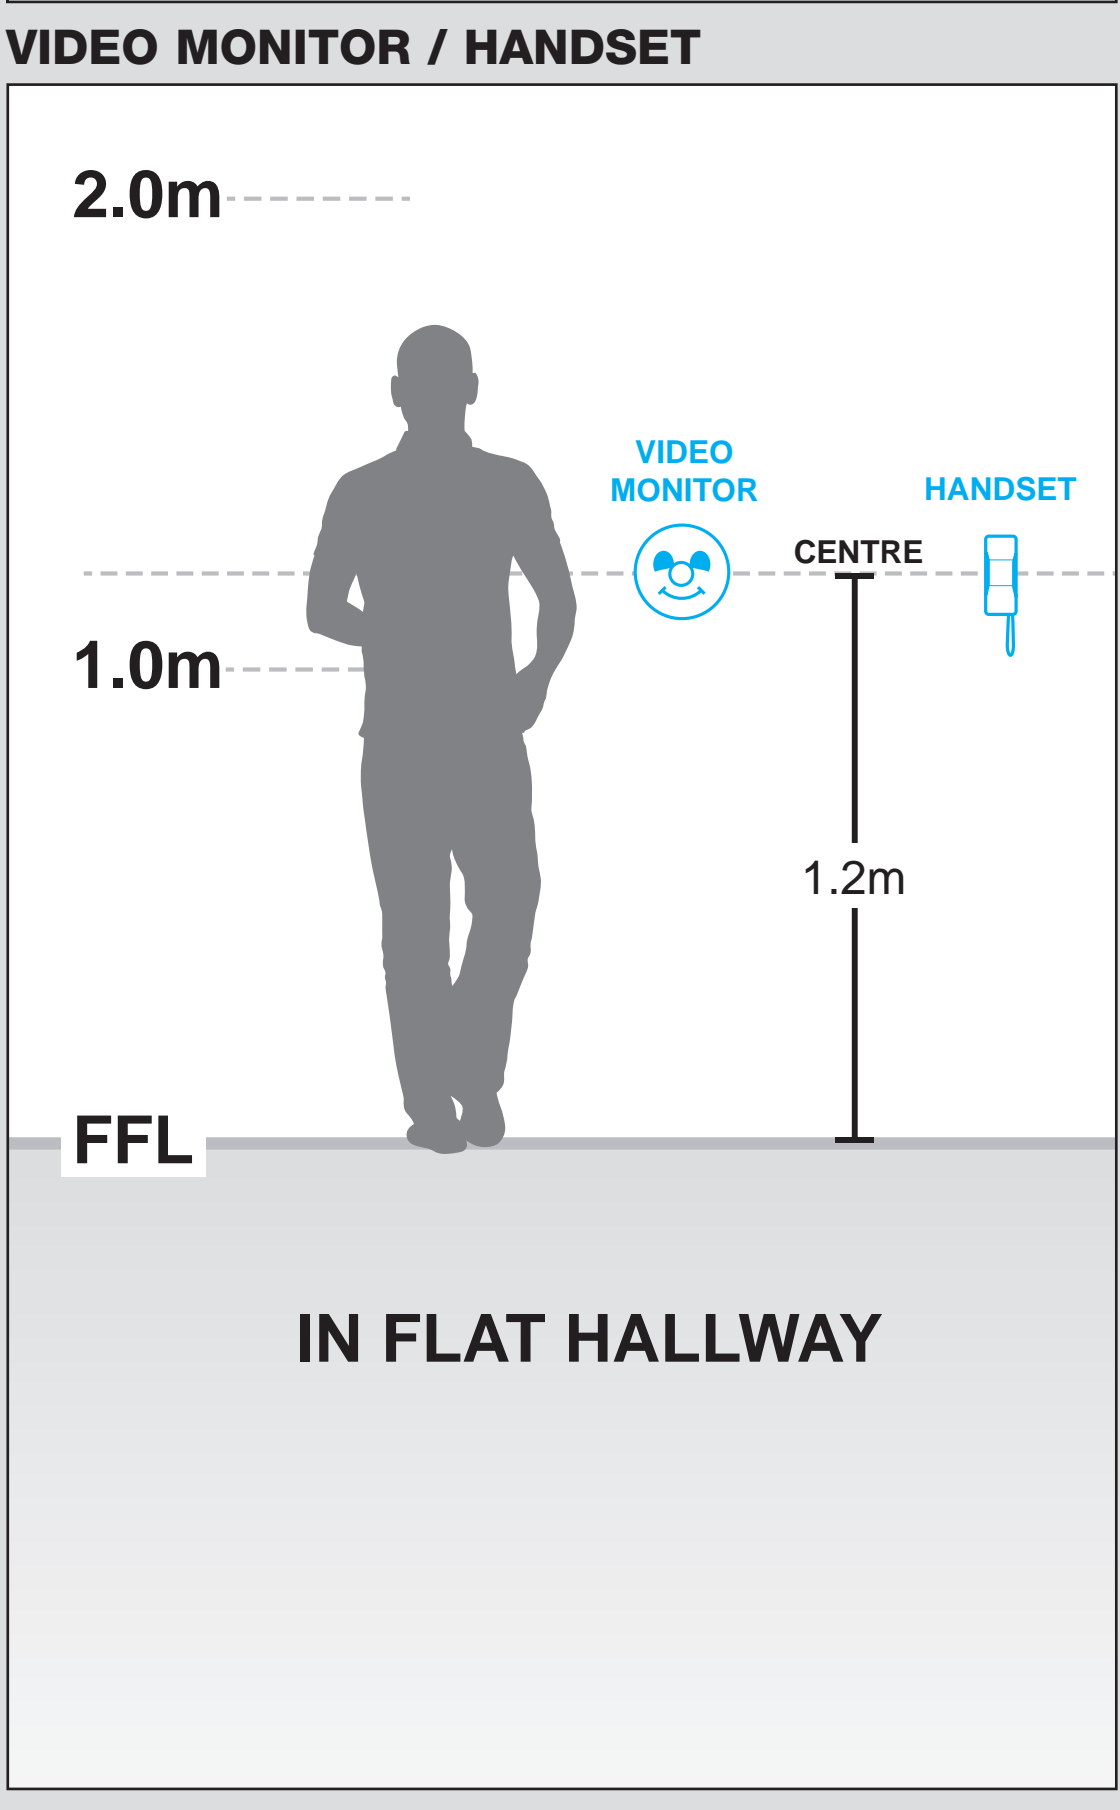 VIDEO MONITOR / HANDSET
2.0m
VIDEO
MONITOR
HANDSET
CENTRE
1.0m
1.2m
FFL
IN FLAT HALLWAY